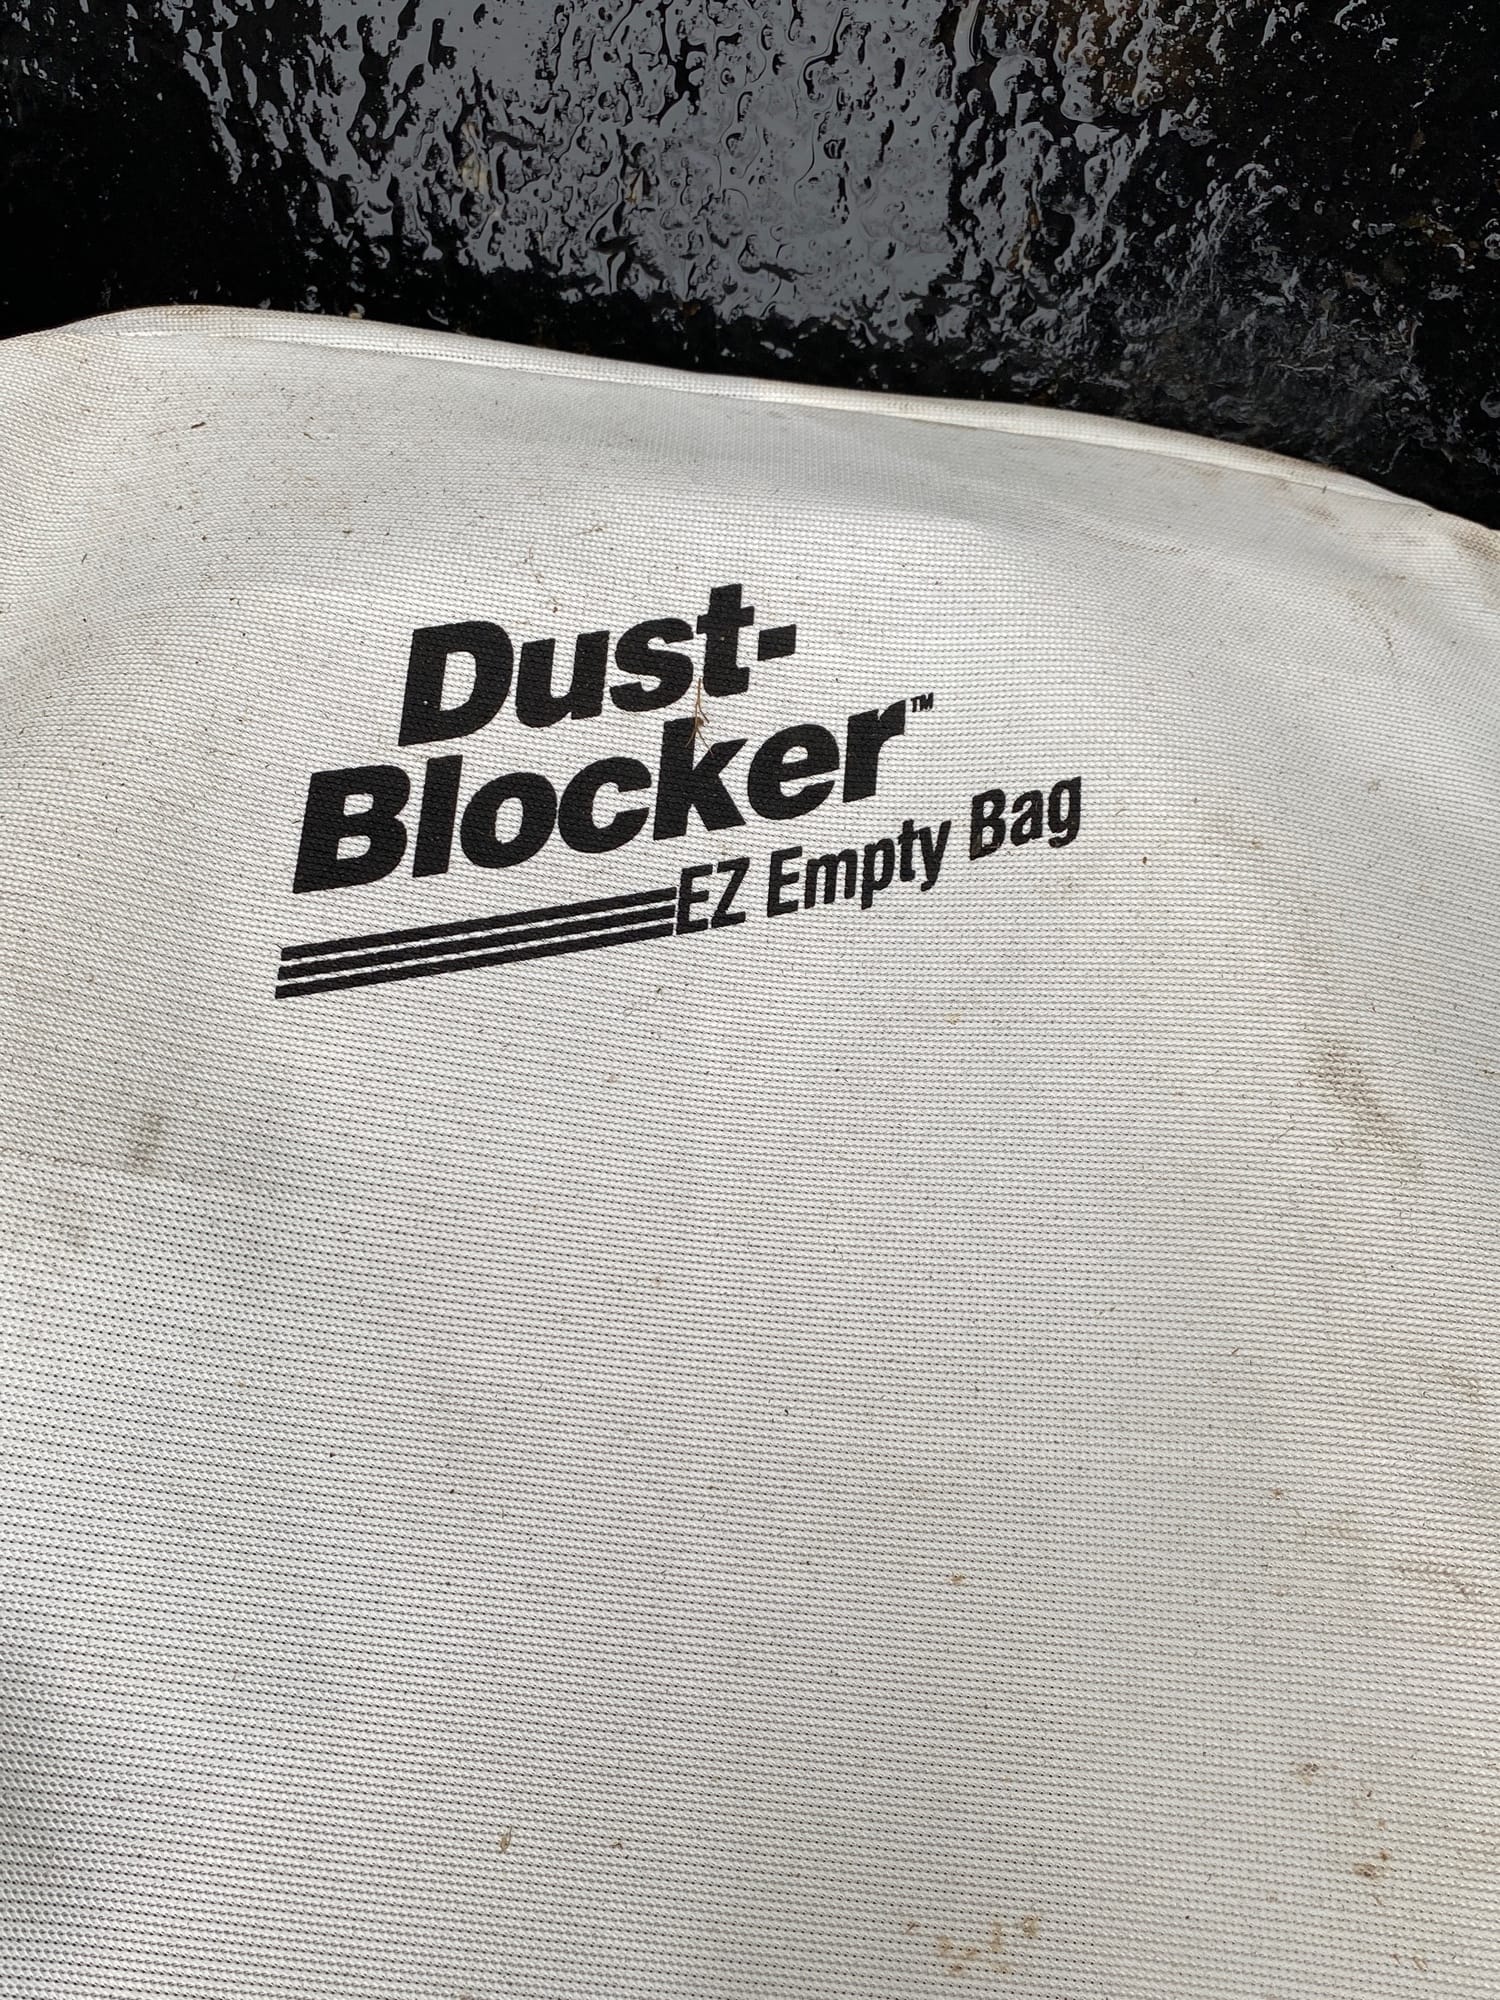 Dust-
Blocker™
EZ Empty Bag